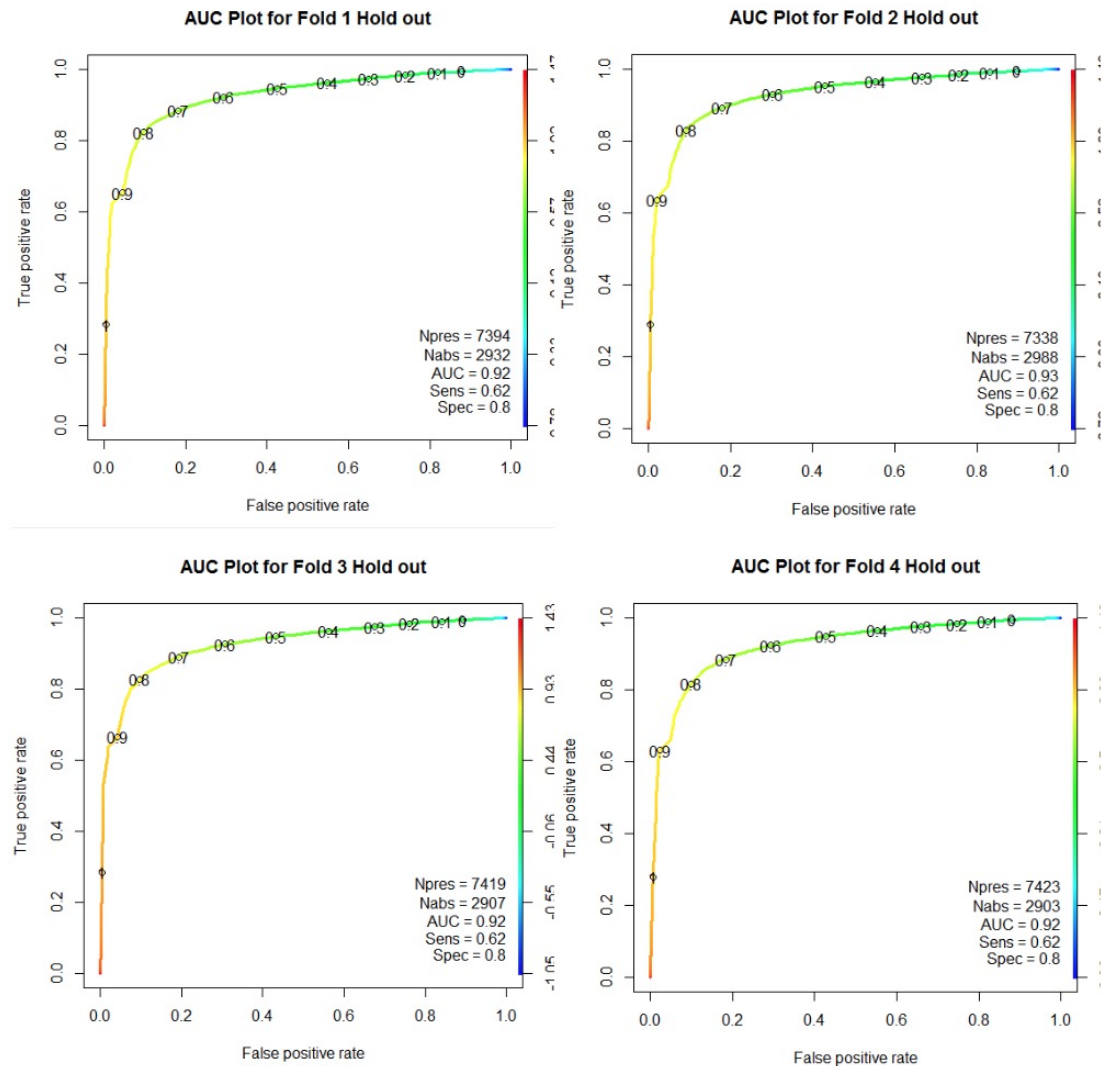 AUC Plot for Fold 1 Hold out
True positive rate
0.0 0.2 0.4 0.6 0.8 1.0
1 0.9 0.8 0.7 0.6 0.5 0.4 0.3 0.2 0.1 0
Npres = 7394
Nabs = 2932
AUC = 0.92
Sens = 0.62
Spec = 0.8
0.0 0.2 0.4 0.6 0.8 1.0
False positive rate
AUC Plot for Fold 2 Hold out
True positive rate
0.0 0.2 0.4 0.6 0.8 1.0
1 0.9 0.8 0.7 0.6 0.5 0.4 0.3 0.2 0.1 0
Npres = 7338
Nabs = 2988
AUC = 0.93
Sens = 0.62
Spec = 0.8
0.0 0.2 0.4 0.6 0.8 1.0
False positive rate
AUC Plot for Fold 3 Hold out
True positive rate
0.0 0.2 0.4 0.6 0.8 1.0
1 0.9 0.8 0.7 0.6 0.5 0.4 0.3 0.2 0.1 0
-1.05 -0.55 -0.06 0.44 0.93 1.43
Npres = 7419
Nabs = 2907
AUC = 0.92
Sens = 0.62
Spec = 0.8
0.0 0.2 0.4 0.6 0.8 1.0
False positive rate
AUC Plot for Fold 4 Hold out
True positive rate
0.0 0.2 0.4 0.6 0.8 1.0
1 0.9 0.8 0.7 0.6 0.5 0.4 0.3 0.2 0.1 0
Npres = 7423
Nabs = 2903
AUC = 0.92
Sens = 0.62
Spec = 0.8
0.0 0.2 0.4 0.6 0.8 1.0
False positive rate